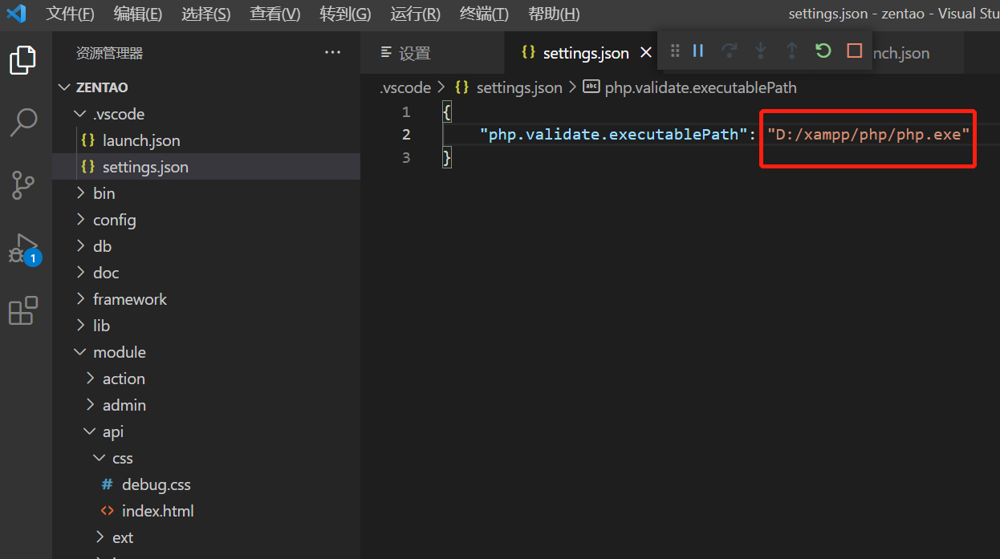 文件(F) 编辑(E) 选择(S) 查看(V) 转到(G) 运行(R) 终端(T) 帮助(H) settings.json - zentao - Visual Stu
资源管理器 ···
ZENTAO
.vscode
{} launch.json
{} settings.json
bin
config
db
doc
framework
lib
module
action
admin
api
css
# debug.css
<> index.html
ext
1
设置 {} settings.json nch.json
.vscode > {} settings.json > abc php.validate.executablePath
1 {
2 "php.validate.executablePath": "D:/xampp/php/php.exe"
3 }